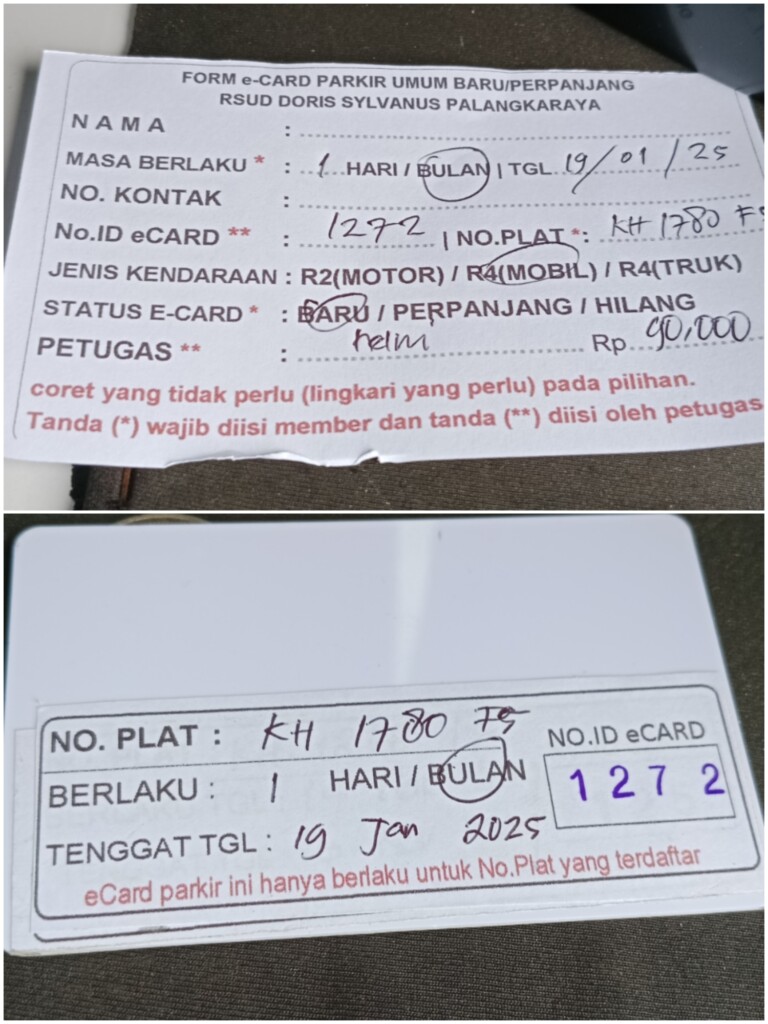 FORM e-CARD PARKIR UMUM BARU/PERPANJANG
RSUD DORIS SYLVANUS PALANGKARAYA
NAMA :
MASA BERLAKU * : 1 HARI / BULAN | TGL 19/01/25
NO. KONTAK :
No.ID eCARD ** : 1272 | NO.PLAT *: KH 1780 FS
JENIS KENDARAAN : R2(MOTOR) / R4(MOBIL) / R4(TRUK)
STATUS E-CARD * : BARU / PERPANJANG / HILANG
PETUGAS ** : Rp 90,000
coret yang tidak perlu (lingkari yang perlu) pada pilihan.
Tanda (*) wajib diisi member dan tanda (**) diisi oleh petugas
NO. PLAT : KH 1780 FS
NO.ID eCARD
BERLAKU : 1 HARI / BULAN
1272
TENGGAT TGL : 19 Jan 2025
eCard parkir ini hanya berlaku untuk No.Plat yang terdaftar